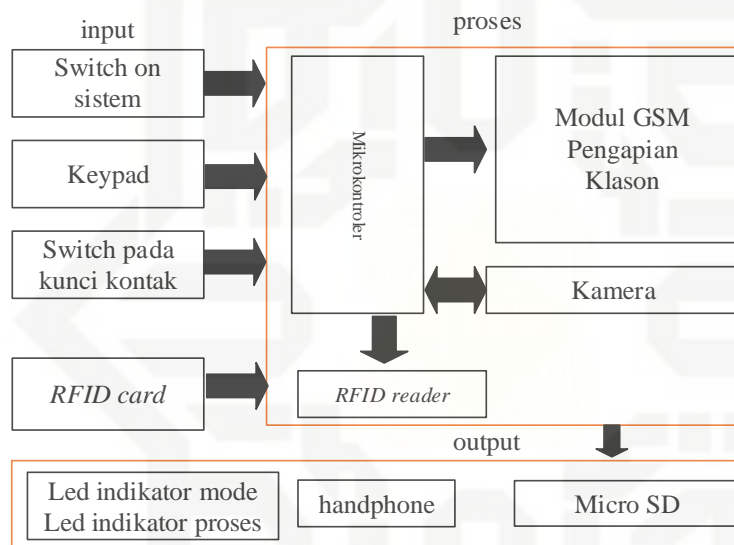 input
proses
Switch on
sistem
Keypad
Switch pada
kunci kontak
RFID card
Mikrokontroler
Modul GSM
Pengapian
Klason
Kamera
RFID reader
output
Led indikator mode
Led indikator proses
handphone
Micro SD